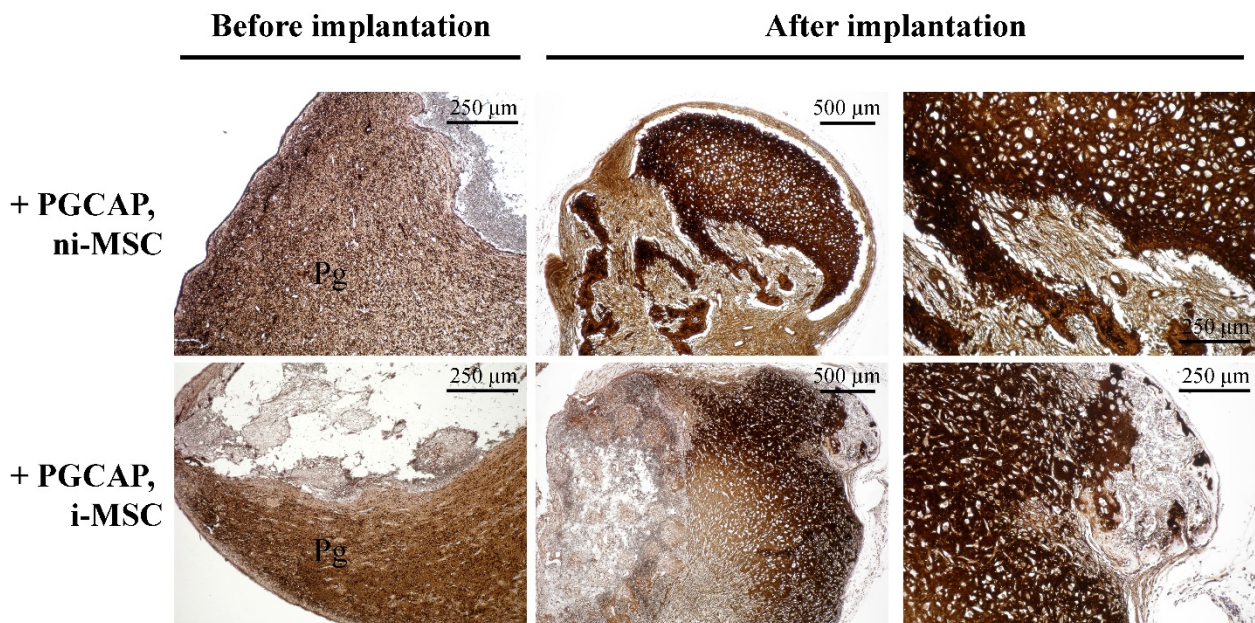 Before implantation
After implantation
+ PGCAP,
ni-MSC
250 µm
Pg
500 µm
250 µm
+ PGCAP,
i-MSC
250 µm
Pg
500 µm
250 µm